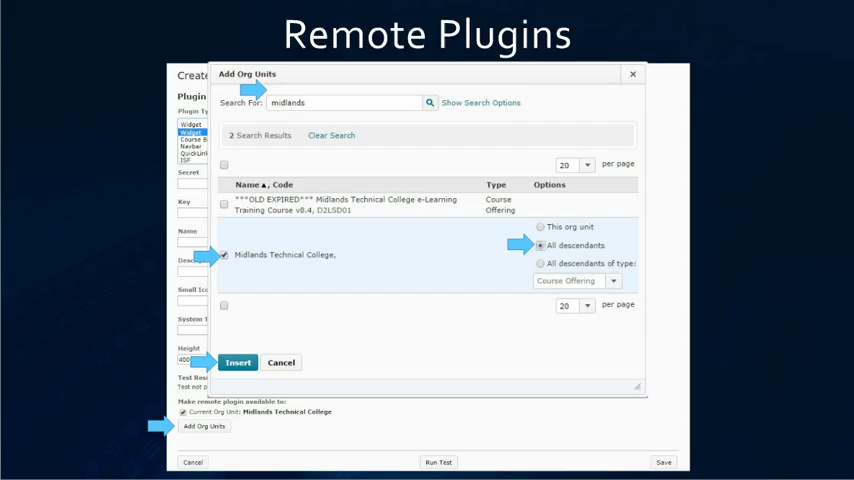 Remote Plugins
Create
Add Org Units
Plugin
Search For: midlands Show Search Options
Plugin Ty
Widget
Widget
Course B
Navbar
QuickLink
ISF
2 Search Results Clear Search
20 per page
Secret
Name, Code Type Options
***OLD EXPIRED*** Midlands Technical College e-Learning
Training Course v8.4, D2LSD01
Course
Offering
Key
Name
This org unit
All descendants
Midlands Technical College,
All descendants of type:
Course Offering
Descrip
Small Ico
20 per page
System T
Height
400
Insert Cancel
Test Res
Test not p
Make remote plugin available to:
Current Org Unit: Midlands Technical College
Add Org Units
Cancel Run Test Save